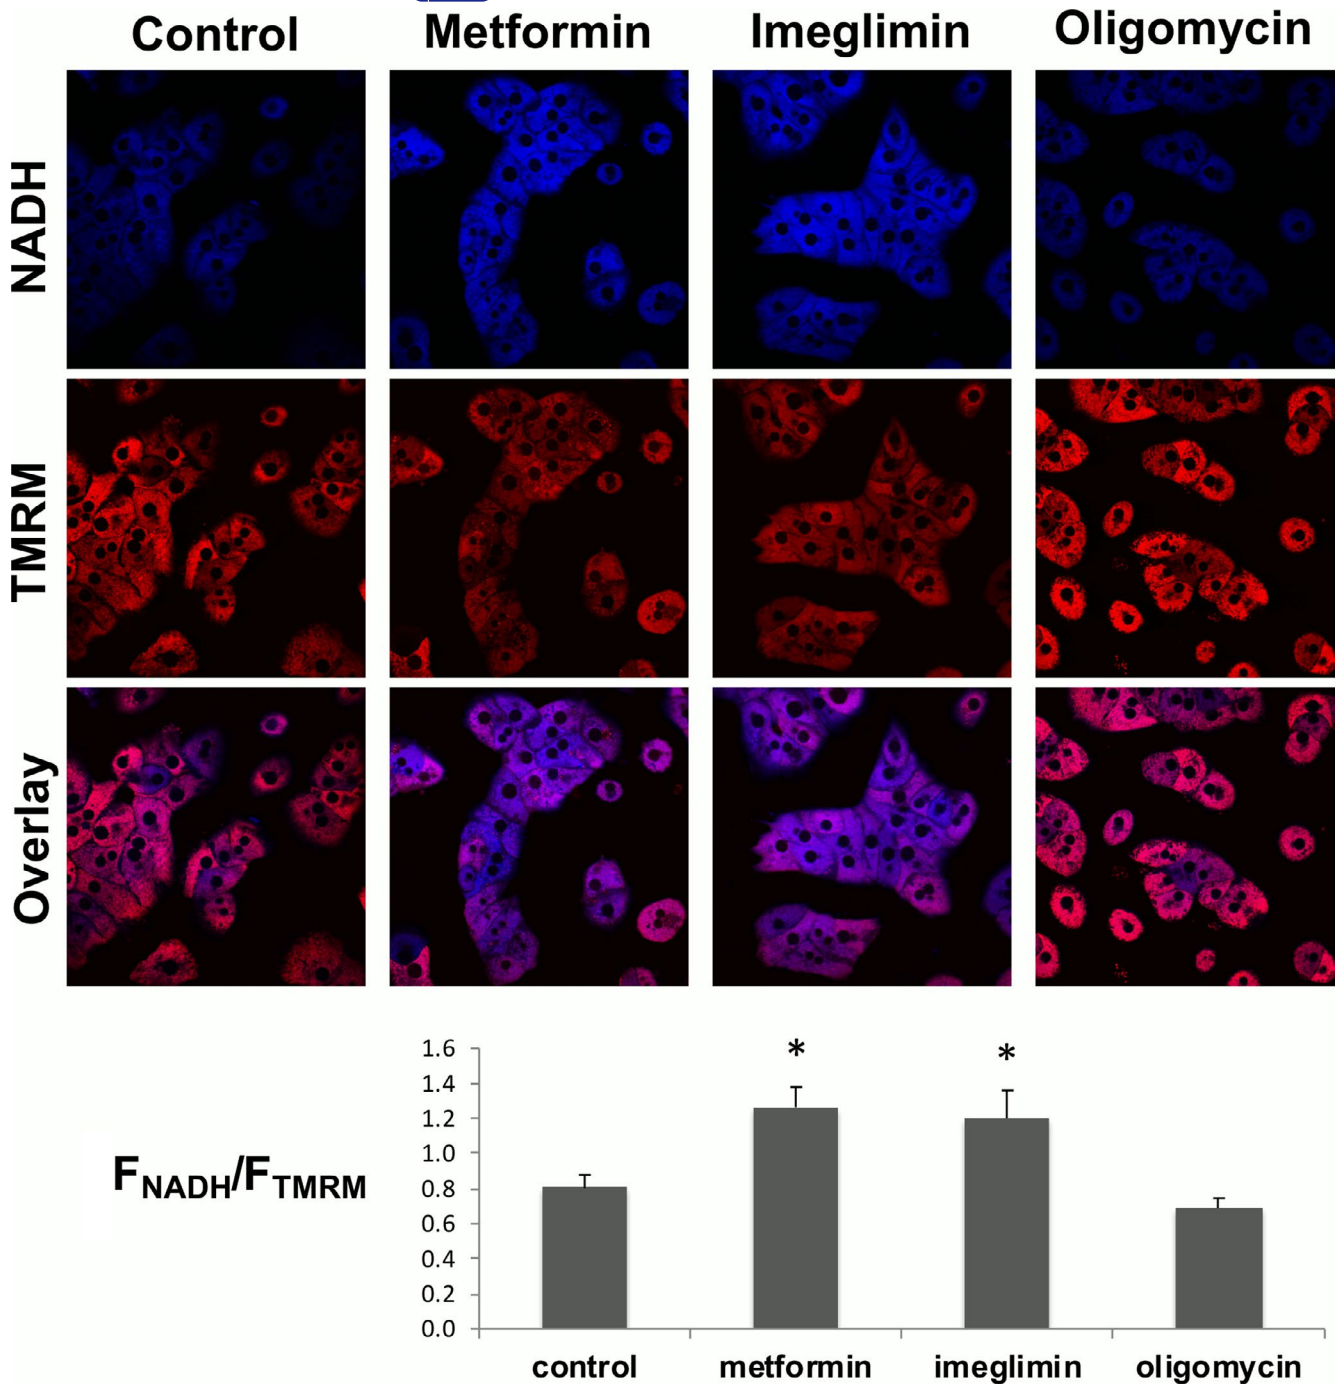 Control Metformin Imeglimin Oligomycin
NADH
TMRM
Overlay
FNADH/FTMRM
1.6
1.4
1.2
1.0
0.8
0.6
0.4
0.2
0.0
* *
control metformin imeglimin oligomycin